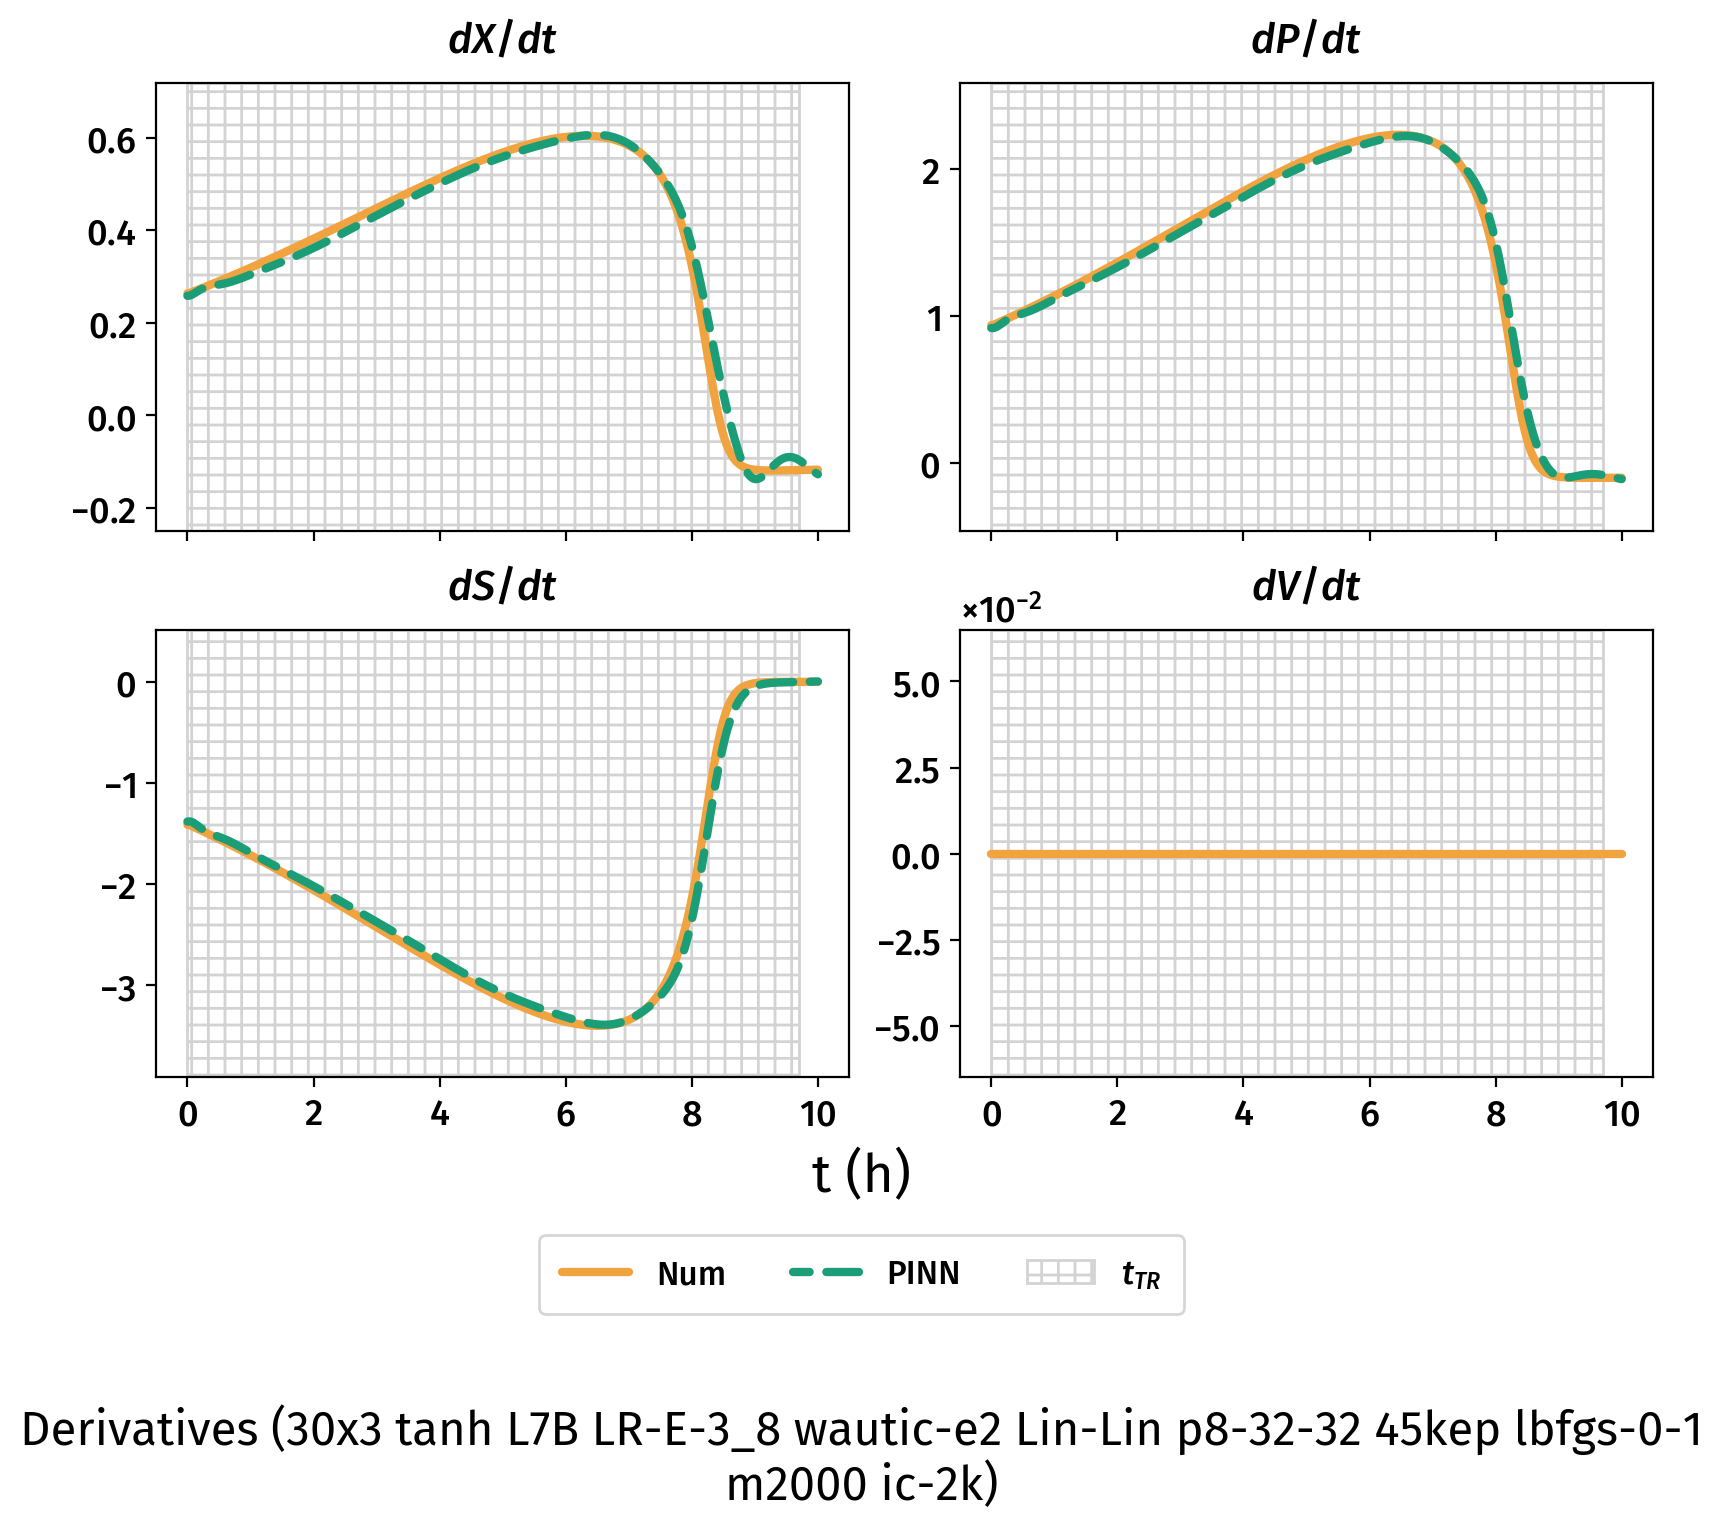 dX/dt
dP/dt
0.6
0.4
0.2
0.0
−0.2
2
1
0
dS/dt
dV/dt
×10⁻²
0
−1
−2
−3
5.0
2.5
0.0
−2.5
−5.0
0 2 4 6 8 10
0 2 4 6 8 10
t (h)
Num PINN t_TR
Derivatives (30x3 tanh L7B LR-E-3_8 wautic-e2 Lin-Lin p8-32-32 45kep lbfgs-0-1
m2000 ic-2k)